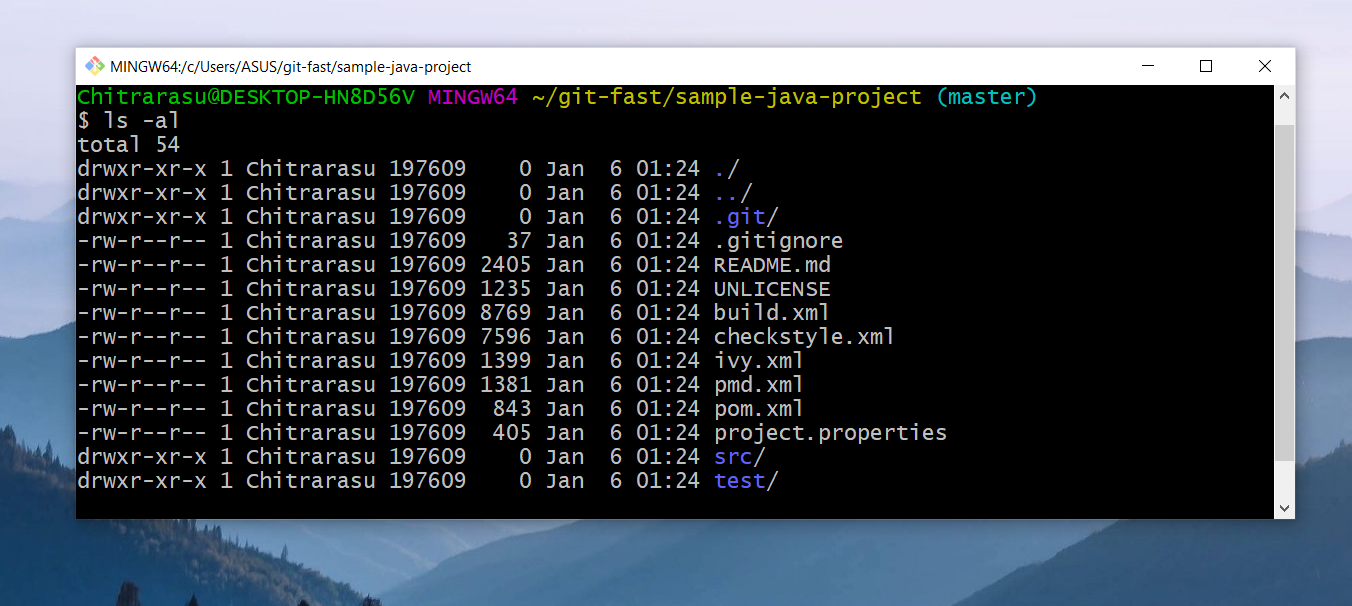 MINGW64:/c/Users/ASUS/git-fast/sample-java-project
Chitrarasu@DESKTOP-HN8D56V MINGW64 ~/git-fast/sample-java-project (master)
$ ls -al
total 54
drwxr-xr-x 1 Chitrarasu 197609    0 Jan  6 01:24 ./
drwxr-xr-x 1 Chitrarasu 197609    0 Jan  6 01:24 ../
drwxr-xr-x 1 Chitrarasu 197609    0 Jan  6 01:24 .git/
-rw-r--r-- 1 Chitrarasu 197609   37 Jan  6 01:24 .gitignore
-rw-r--r-- 1 Chitrarasu 197609 2405 Jan  6 01:24 README.md
-rw-r--r-- 1 Chitrarasu 197609 1235 Jan  6 01:24 UNLICENSE
-rw-r--r-- 1 Chitrarasu 197609 8769 Jan  6 01:24 build.xml
-rw-r--r-- 1 Chitrarasu 197609 7596 Jan  6 01:24 checkstyle.xml
-rw-r--r-- 1 Chitrarasu 197609 1399 Jan  6 01:24 ivy.xml
-rw-r--r-- 1 Chitrarasu 197609 1381 Jan  6 01:24 pmd.xml
-rw-r--r-- 1 Chitrarasu 197609  843 Jan  6 01:24 pom.xml
-rw-r--r-- 1 Chitrarasu 197609  405 Jan  6 01:24 project.properties
drwxr-xr-x 1 Chitrarasu 197609    0 Jan  6 01:24 src/
drwxr-xr-x 1 Chitrarasu 197609    0 Jan  6 01:24 test/